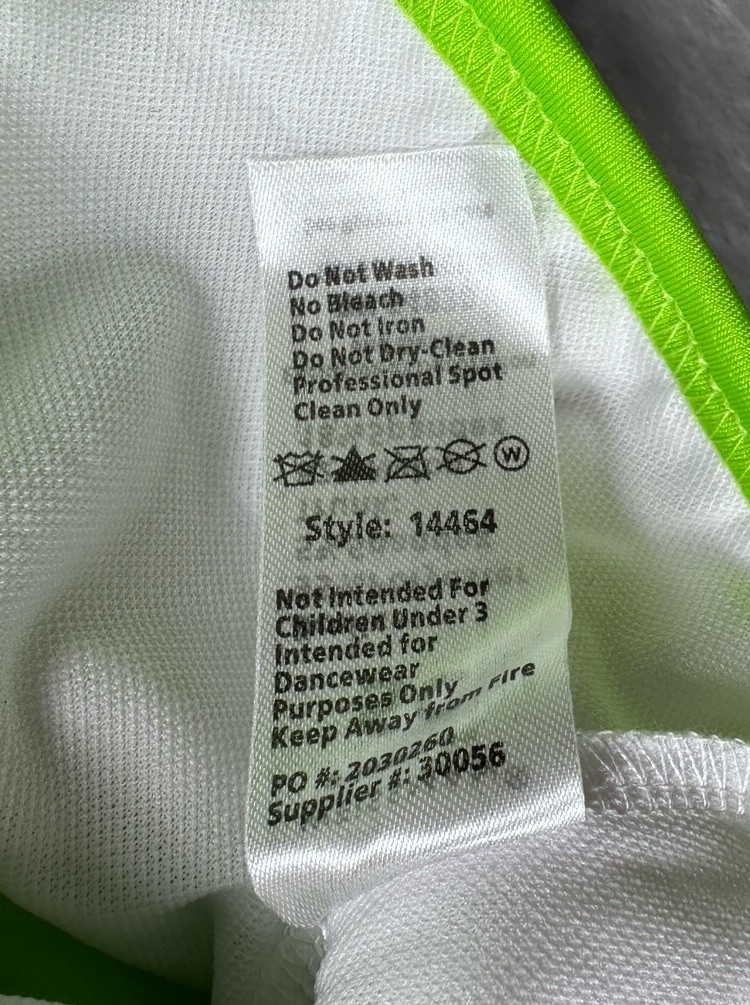 Do Not Wash
No Bleach
Do Not Iron
Do Not Dry-Clean
Professional Spot
Clean Only
W
Style: 14464
Not Intended For
Children Under 3
Intended for
Dancewear
Purposes Only
Keep Away from Fire
PO #: 2030260
Supplier #: 30056